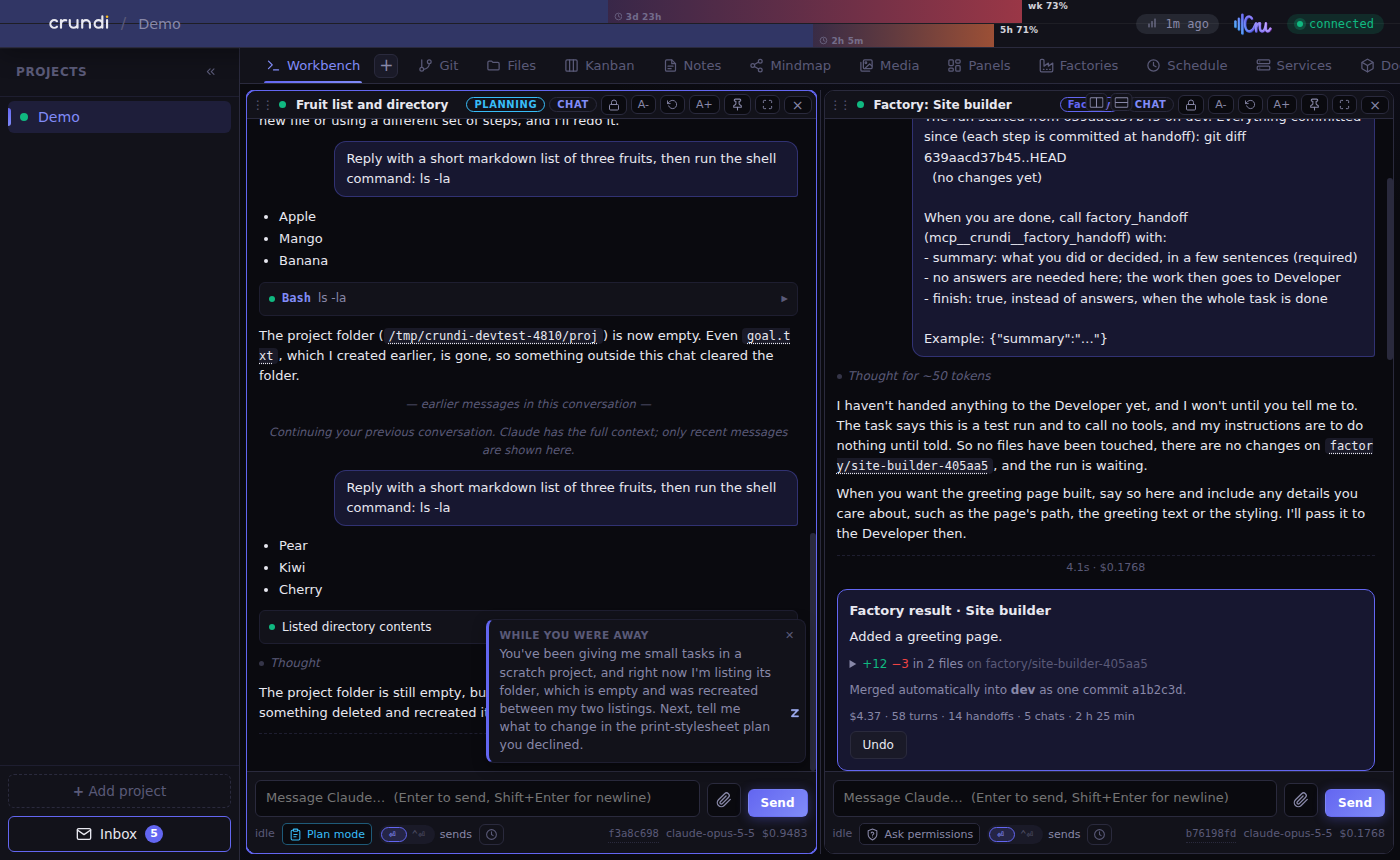 crundi / Demo
3d 23h
wk 73%
2h 5m
5h 71%
1m ago
connected
PROJECTS
«
Workbench
+
Git
Files
Kanban
Notes
Mindmap
Media
Panels
Factories
Schedule
Services
Demo
Fruit list and directory PLANNING CHAT A- A+ ×
new file or using a different set of steps, and I'll redo it.
Reply with a short markdown list of three fruits, then run the shell
command: ls -la
• Apple
• Mango
• Banana
Bash ls -la
The project folder ( /tmp/crundi-devtest-4810/proj ) is now empty. Even goal.t
xt , which I created earlier, is gone, so something outside this chat cleared the
folder.
— earlier messages in this conversation —
Continuing your previous conversation. Claude has the full context; only recent messages
are shown here.
Reply with a short markdown list of three fruits, then run the shell
command: ls -la
• Pear
• Kiwi
• Cherry
Listed directory contents
Thought
The project folder is still empty, bu
something deleted and recreated it
WHILE YOU WERE AWAY ×
You've been giving me small tasks in a
scratch project, and right now I'm listing its
folder, which is empty and was recreated
between my two listings. Next, tell me
what to change in the print-stylesheet plan
you declined.
z
Message Claude… (Enter to send, Shift+Enter for newline)
Send
idle Plan mode sends f3a8c698 claude-opus-5-5 $0.9483
Factory: Site builder CHAT A- A+ ×
since (each step is committed at handoff): git diff
639aacd37b45..HEAD
(no changes yet)
When you are done, call factory_handoff
(mcp__crundi__factory_handoff) with:
- summary: what you did or decided, in a few sentences (required)
- no answers are needed here; the work then goes to Developer
- finish: true, instead of answers, when the whole task is done
Example: {"summary":"…"}
Thought for ~50 tokens
I haven't handed anything to the Developer yet, and I won't until you tell me to.
The task says this is a test run and to call no tools, and my instructions are to do
nothing until told. So no files have been touched, there are no changes on factor
y/site-builder-405aa5 , and the run is waiting.
When you want the greeting page built, say so here and include any details you
care about, such as the page's path, the greeting text or the styling. I'll pass it to
the Developer then.
4.1s · $0.1768
Factory result · Site builder
Added a greeting page.
+12 −3 in 2 files on factory/site-builder-405aa5
Merged automatically into dev as one commit a1b2c3d.
$4.37 · 58 turns · 14 handoffs · 5 chats · 2 h 25 min
Undo
Message Claude… (Enter to send, Shift+Enter for newline)
Send
idle Ask permissions sends b76198fd claude-opus-5-5 $0.1768
+ Add project
Inbox 5